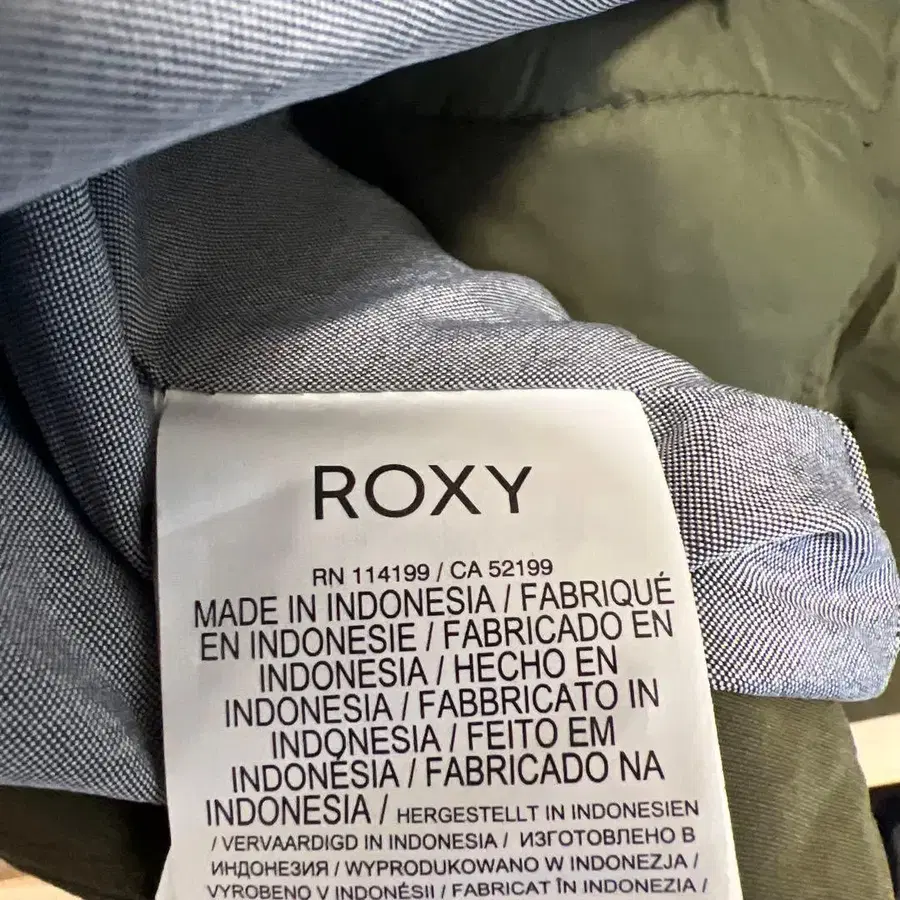 ROXY
RN 114199 / CA 52199
MADE IN INDONESIA / FABRIQUÉ
EN INDONESIE / FABRICADO EN
INDONESIA / HECHO EN
INDONESIA / FABBRICATO IN
INDONESIA / FEITO EM
INDONÉSIA / FABRICADO NA
INDONESIA / HERGESTELLT IN INDONESIEN
/ VERVAARDIGD IN INDONESIA / ИЗГОТОВЛЕНО В
ИНДОНЕЗИЯ / WYPRODUKOWANO W INDONEZJA /
VYROBENO V INDONÉSII / FABRICAT ÎN INDONEZIA /